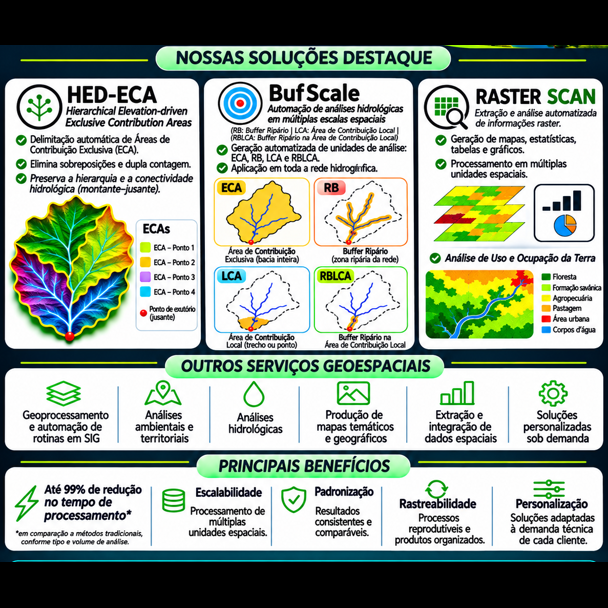 NOSSAS SOLUÇÕES DESTAQUE
HED-ECA
Hierarchical Elevation-driven
Exclusive Contribution Areas
Delimitação automática de Áreas de
Contribuição Exclusiva (ECA).
Elimina sobreposições e dupla contagem.
Preserva a hierarquia e a conectividade
hidrológica (montante–jusante).
ECAs
ECA – Ponto 1
ECA – Ponto 2
ECA – Ponto 3
ECA – Ponto 4
Ponto de exutório
(jusante)
BufScale
Automação de análises hidrológicas
em múltiplas escalas espaciais
(RB: Buffer Ripário | LCA: Área de Contribuição Local |
(RBLCA: Buffer Ripário na Área de Contribuição Local)
Geração automatizada de unidades de análise:
ECA, RB, LCA e RBLCA.
Aplicação em toda a rede hidrográfica.
ECA
Área de Contribuição
Exclusiva (bacia inteira)
RB
Buffer Ripário
(zona ripária da rede)
LCA
Área de Contribuição
Local (trecho ou ponto)
RBLCA
Buffer Ripário na
Área de Contribuição Local
RASTER SCAN
Extração e análise automatizada
de informações raster.
Geração de mapas, estatísticas,
tabelas e gráficos.
Processamento em múltiplas
unidades espaciais.
Análise de Uso e Ocupação da Terra
Floresta
Formação savânica
Agropecuária
Pastagem
Área urbana
Corpos d'água
OUTROS SERVIÇOS GEOESPACIAIS
Geoprocessamento
e automação de
rotinas em SIG
Análises
ambientais e
territoriais
Análises
hidrológicas
Produção de
mapas temáticos
e geográficos
Extração e
integração de
dados espaciais
Soluções
personalizadas
sob demanda
PRINCIPAIS BENEFÍCIOS
Até 99% de redução
no tempo de
processamento*
*em comparação a métodos tradicionais,
conforme tipo e volume de análise.
Escalabilidade
Processamento de
múltiplas
unidades espaciais.
Padronização
Resultados
consistentes e
comparáveis.
Rastreabilidade
Processos
reprodutíveis e
produtos organizados.
Personalização
Soluções adaptadas
à demanda técnica
de cada cliente.